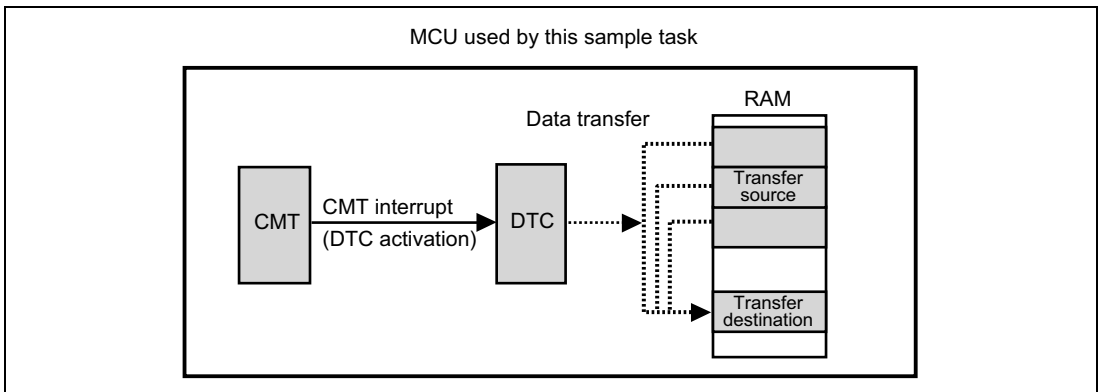 MCU used by this sample task
RAM
Data transfer
Transfer
source
CMT
CMT interrupt
(DTC activation)
DTC
Transfer
destination